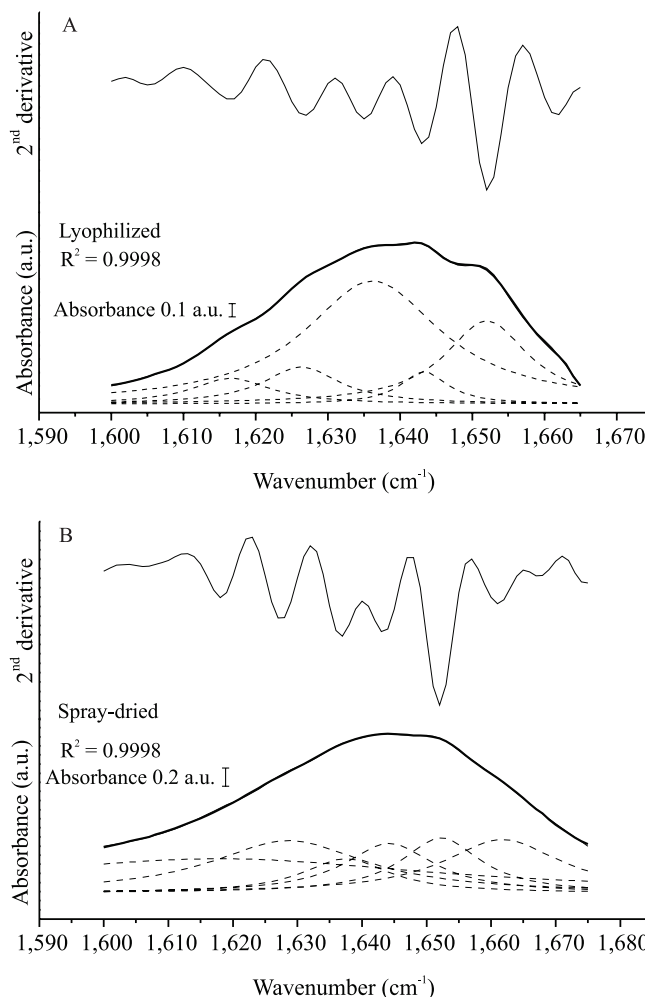 A
2nd derivative
Lyophilized
R2 = 0.9998
Absorbance 0.1 a.u.
Absorbance (a.u.)
1,590 1,600 1,610 1,620 1,630 1,640 1,650 1,660 1,670
Wavenumber (cm-1)
B
2nd derivative
Spray-dried
R2 = 0.9998
Absorbance 0.2 a.u.
Absorbance (a.u.)
1,590 1,600 1,610 1,620 1,630 1,640 1,650 1,660 1,670 1,680
Wavenumber (cm-1)